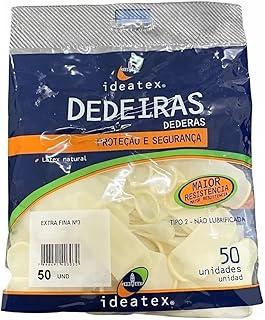 ideatex®
DEDEIRAS
DEDERAS
PROTEÇÃO E SEGURANÇA
Látex natural
MAIOR
RESISTÊNCIA
EXTRA FINA Nº3
TIPO 2 - NÃO LUBRIFICADA
50 UND
50
unidades
unidad
ideatex®